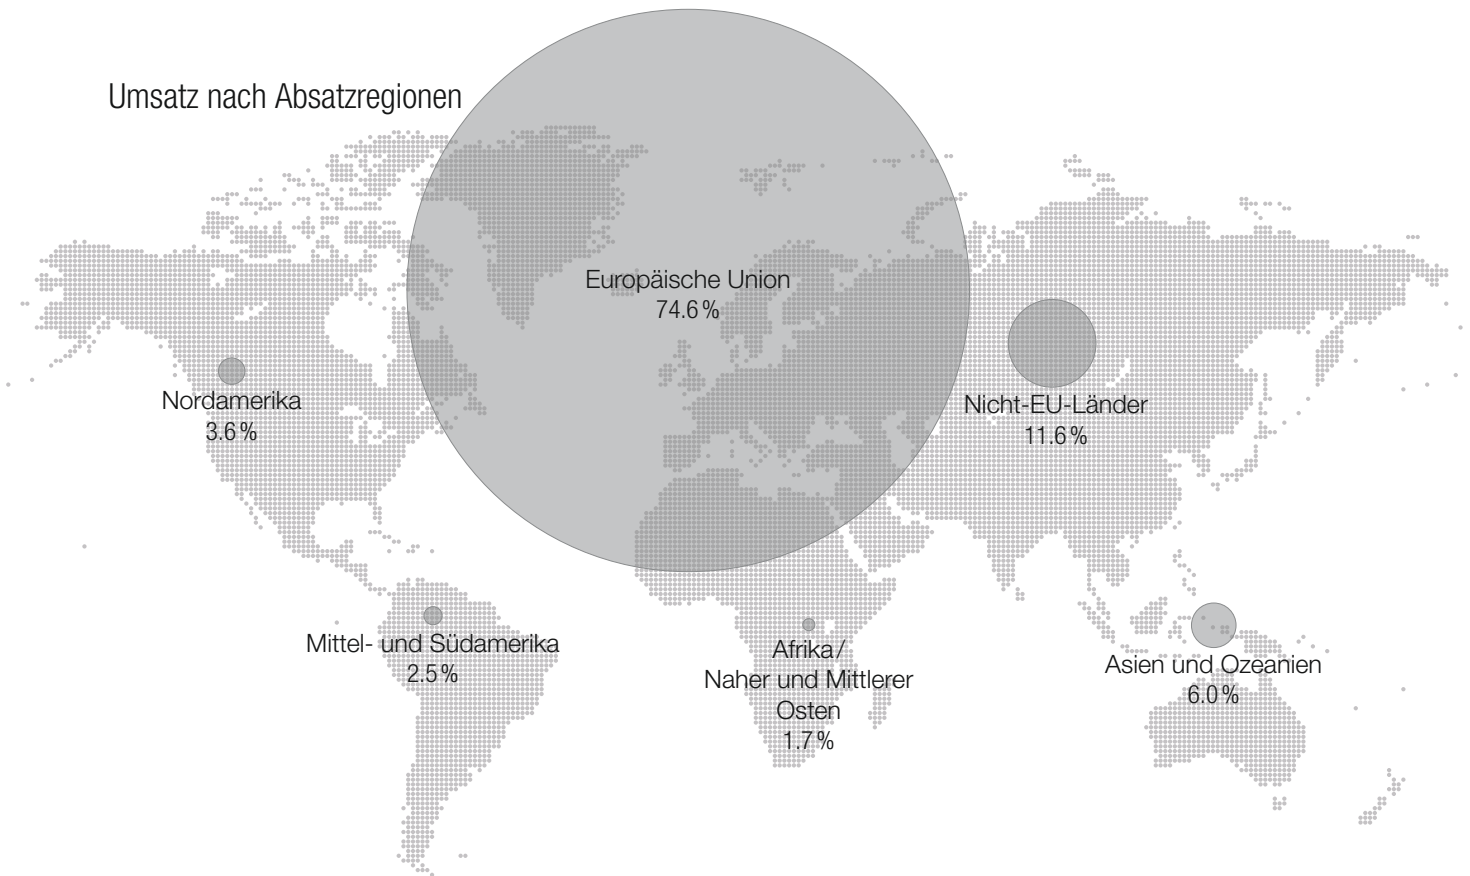 Umsatz nach Absatzregionen
Europäische Union
74.6 %
Nordamerika
3.6 %
Nicht-EU-Länder
11.6 %
Mittel- und Südamerika
2.5 %
Afrika/
Naher und Mittlerer
Osten
1.7 %
Asien und Ozeanien
6.0 %